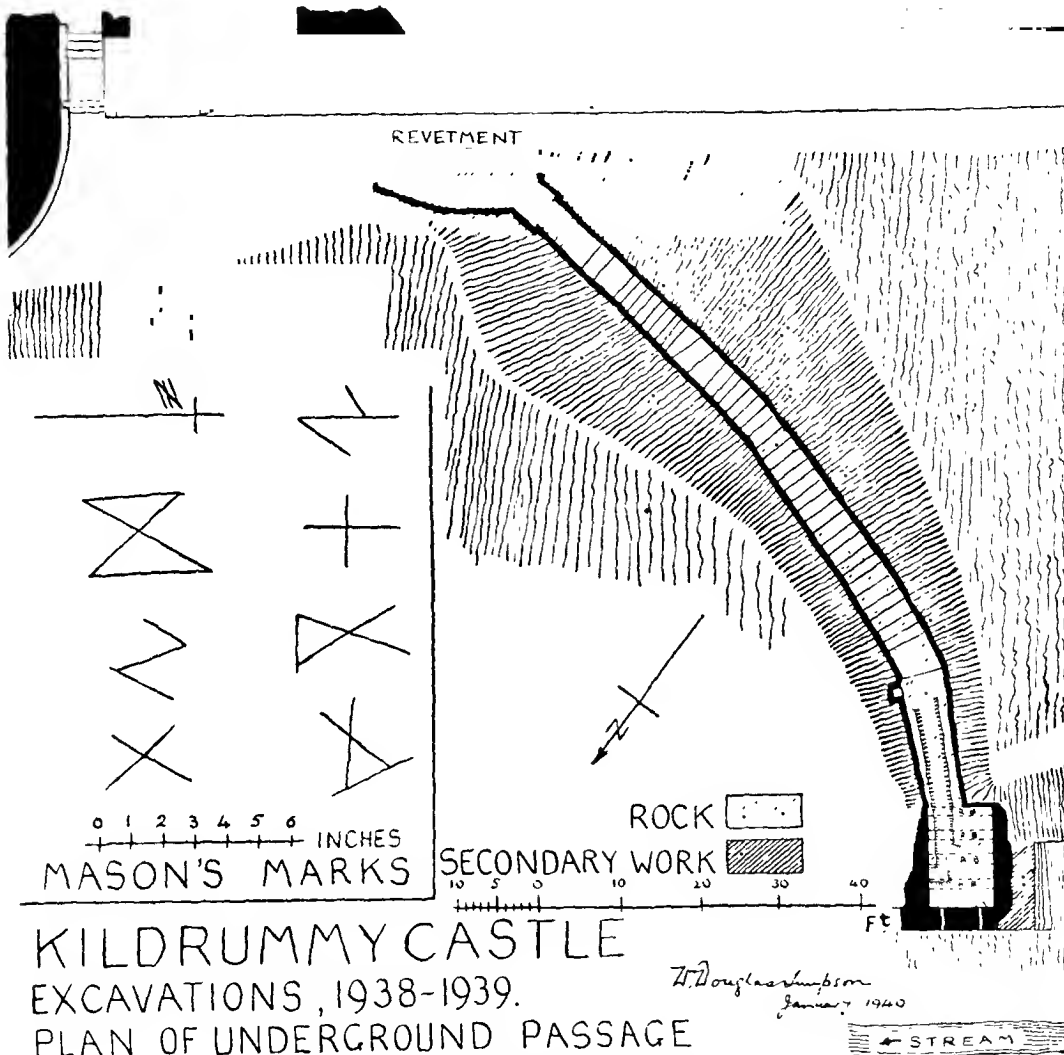 REVETMENT
N
ROCK
SECONDARY WORK
0 1 2 3 4 5 6 INCHES
MASON'S MARKS
10 5 0 10 20 30 40
Ft
KILDRUMMY CASTLE
EXCAVATIONS, 1938-1939.
PLAN OF UNDERGROUND PASSAGE
W. Douglas Simpson
January 1940
STREAM